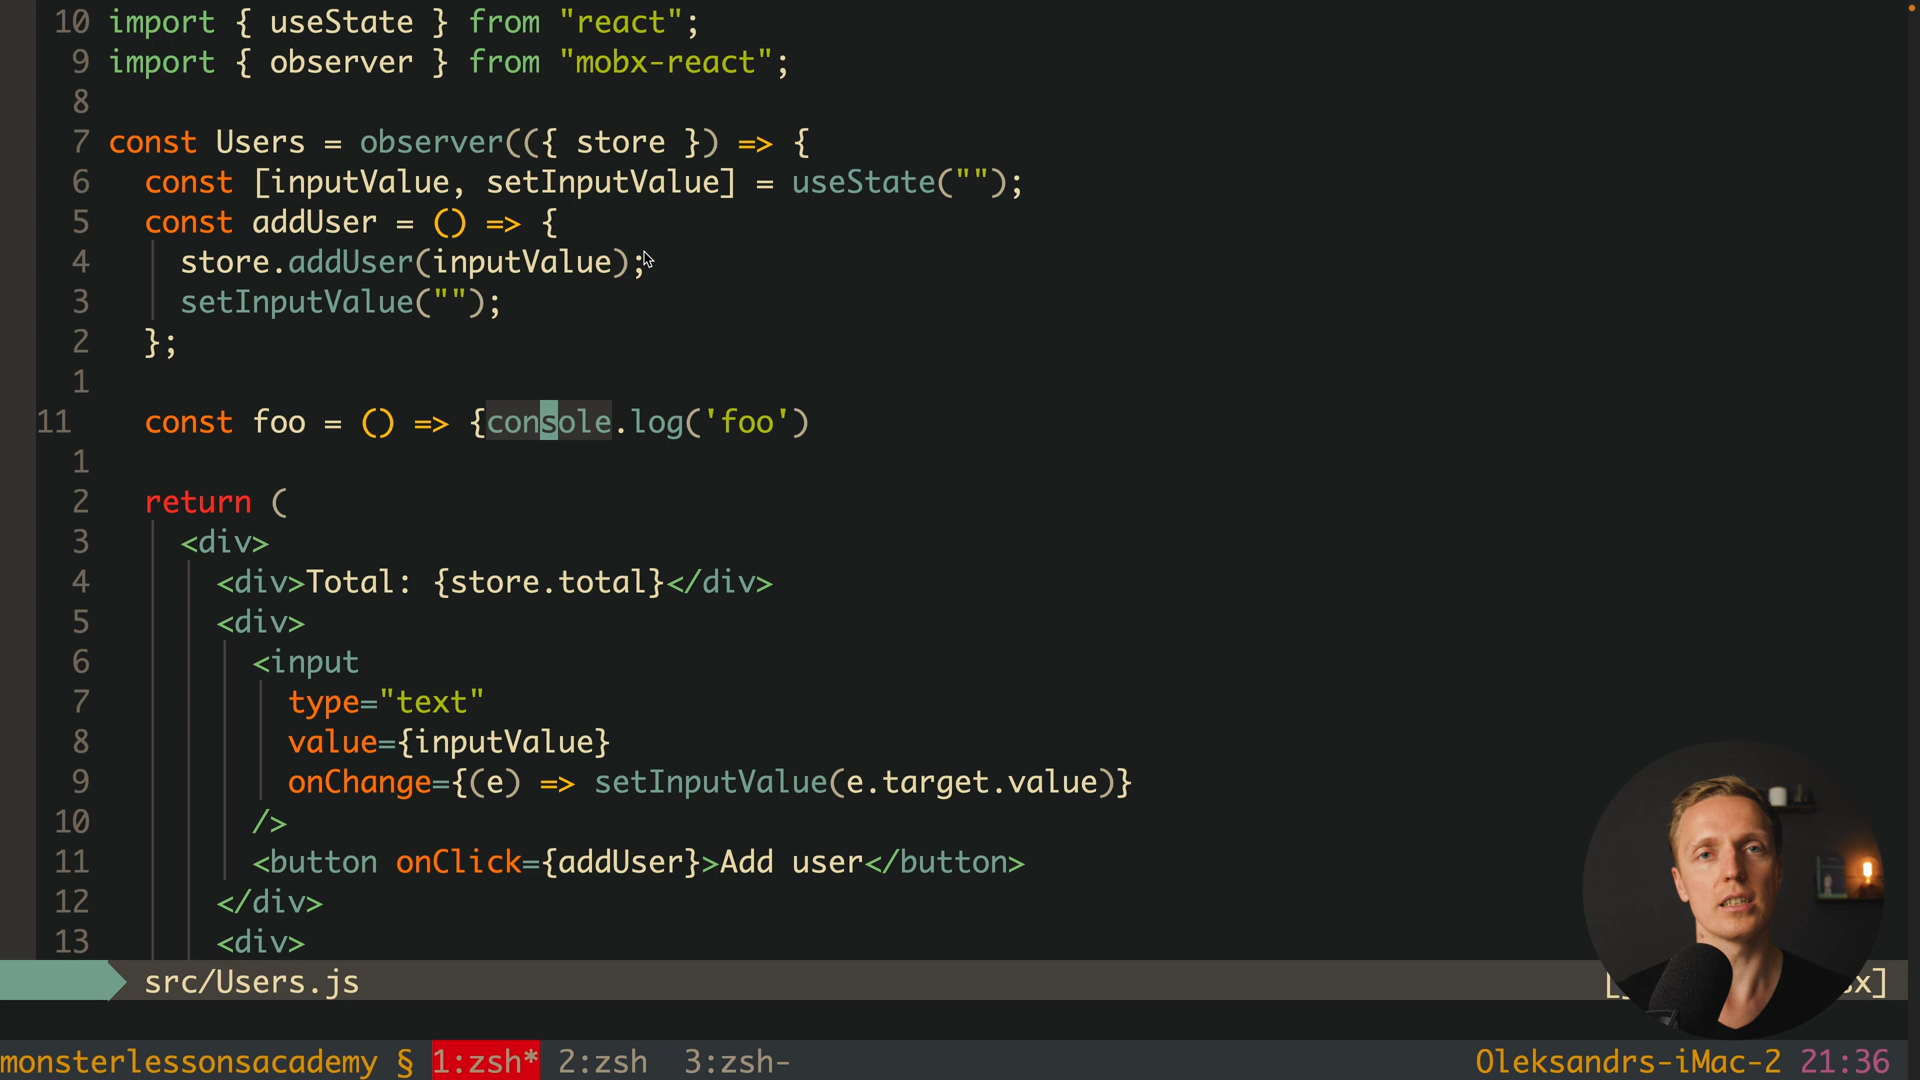 10 import { useState } from "react";
9 import { observer } from "mobx-react";
8
7 const Users = observer(({ store }) => {
6 const [inputValue, setInputValue] = useState("");
5 const addUser = () => {
4 store.addUser(inputValue);
3 setInputValue("");
2 };
1
11 const foo = () => {console.log('foo')
1
2 return (
3 <div>
4 <div>Total: {store.total}</div>
5 <div>
6 <input
7 type="text"
8 value={inputValue}
9 onChange={(e) => setInputValue(e.target.value)}
10 />
11 <button onClick={addUser}>Add user</button>
12 </div>
13 <div>
src/Users.js
monsterlessonsacademy § 1:zsh* 2:zsh 3:zsh- Oleksandrs-iMac-2 21:36